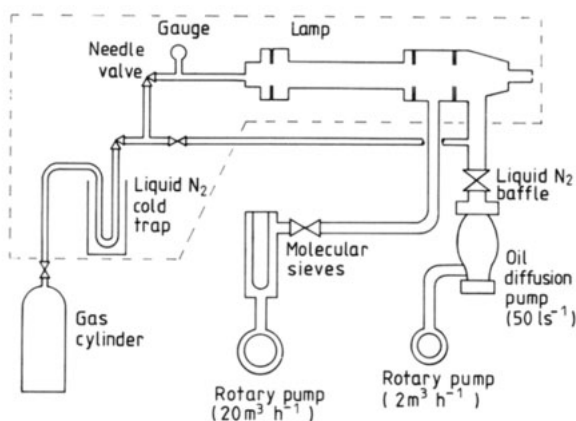 Gauge
Lamp
Needle
valve
Liquid N₂
cold
trap
Liquid N₂
baffle
Molecular
sieves
Oil
diffusion
pump
(50 ls⁻¹)
Gas
cylinder
Rotary pump
(20m³ h⁻¹)
Rotary pump
(2m³ h⁻¹)